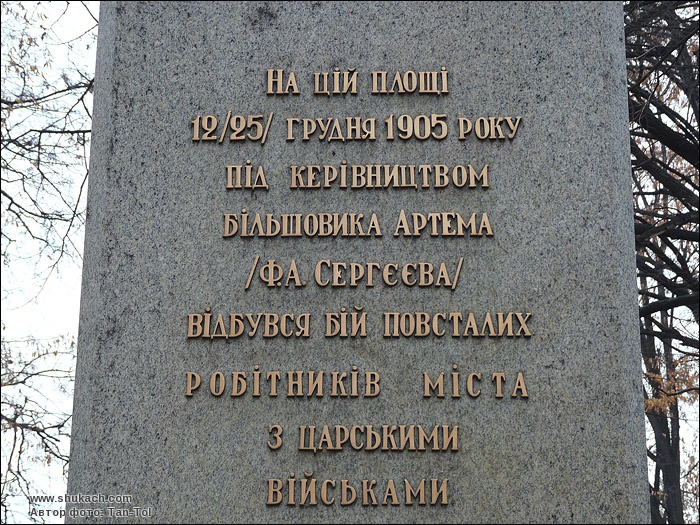 На цій площі
12/25/ грудня 1905 року
під керівництвом
більшовика Артема
/Ф.А. Сергєєва/
відбувся бій повсталих
робітників міста
з царськими
військами
www.shukach.com
Автор фото: Tan-Tol